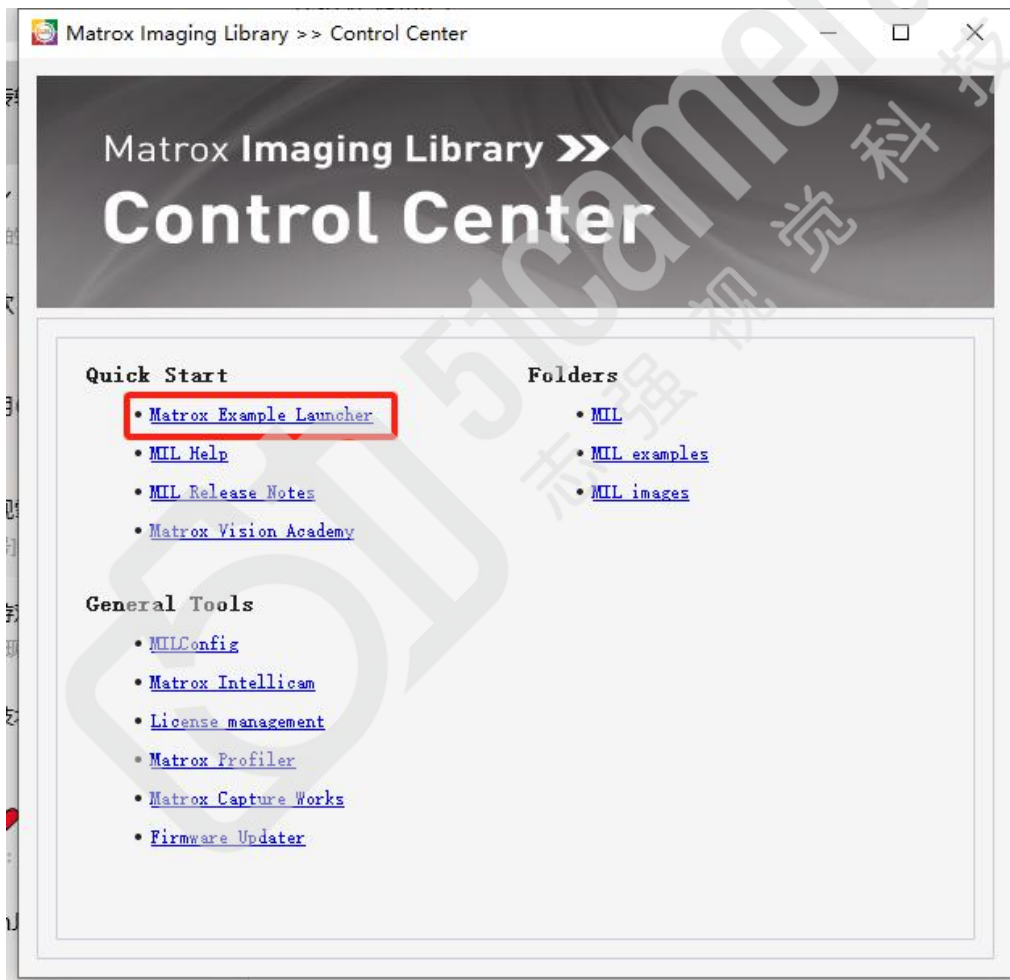 Matrox Imaging Library >> Control Center
Matrox Imaging Library >>
Control Center
Quick Start
• Matrox Example Launcher
• MIL Help
• MIL Release Notes
• Matrox Vision Academy
Folders
• MIL
• MIL examples
• MIL images
General Tools
• MILConfig
• Matrox Intellicam
• License management
• Matrox Profiler
• Matrox Capture Works
• Firmware Updater
51camera
志强视觉科技